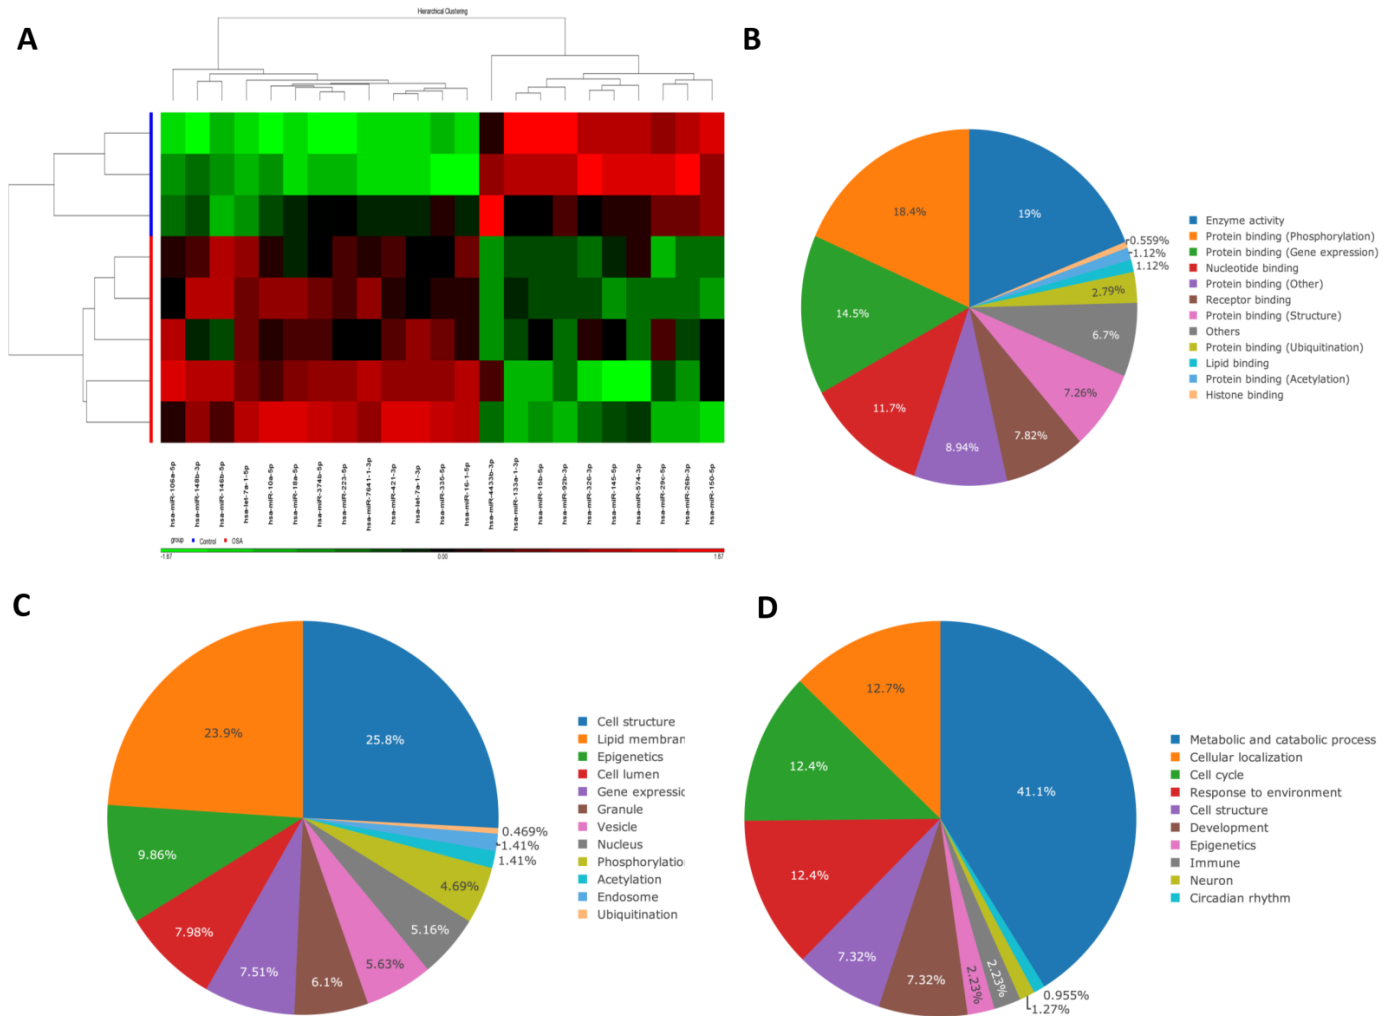 Hierarchical Clustering
A
hsa-miR-106a-5p
hsa-miR-148b-3p
hsa-miR-146b-5p
hsa-let-7a-1-5p
hsa-miR-10a-5p
hsa-miR-18a-5p
hsa-miR-374b-5p
hsa-miR-223-5p
hsa-miR-7641-1-3p
hsa-miR-421-3p
hsa-let-7a-1-3p
hsa-miR-335-5p
hsa-miR-16-1-5p
hsa-miR-4433b-3p
hsa-miR-133a-1-3p
hsa-miR-15b-5p
hsa-miR-92b-3p
hsa-miR-326-3p
hsa-miR-145-5p
hsa-miR-574-3p
hsa-miR-29c-5p
hsa-miR-26b-3p
hsa-miR-150-5p
group Control OSA
-1.87 0.00 1.87
B
18.4%
19%
0.559%
1.12%
1.12%
2.79%
14.5%
6.7%
7.26%
11.7%
7.82%
8.94%
Enzyme activity
Protein binding (Phosphorylation)
Protein binding (Gene expression)
Nucleotide binding
Protein binding (Other)
Receptor binding
Protein binding (Structure)
Others
Protein binding (Ubiquitination)
Lipid binding
Protein binding (Acetylation)
Histone binding
C
23.9%
25.8%
0.469%
1.41%
1.41%
9.86%
4.69%
7.98%
5.16%
7.51%
5.63%
6.1%
Cell structure
Lipid membran
Epigenetics
Cell lumen
Gene expressic
Granule
Vesicle
Nucleus
Phosphorylatio
Acetylation
Endosome
Ubiquitination
D
12.7%
12.4%
41.1%
12.4%
7.32%
7.32%
2.23%
2.23%
0.955%
1.27%
Metabolic and catabolic process
Cellular localization
Cell cycle
Response to environment
Cell structure
Development
Epigenetics
Immune
Neuron
Circadian rhythm